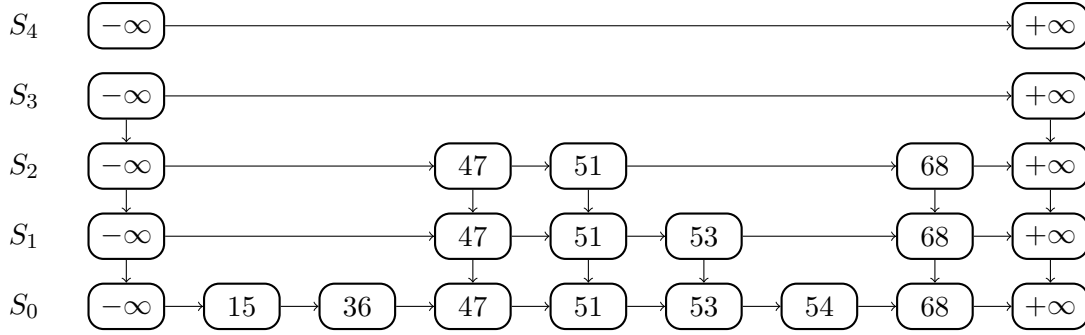 S₄ −∞ +∞
S₃ −∞ +∞
S₂ −∞ 47 51 68 +∞
S₁ −∞ 47 51 53 68 +∞
S₀ −∞ 15 36 47 51 53 54 68 +∞